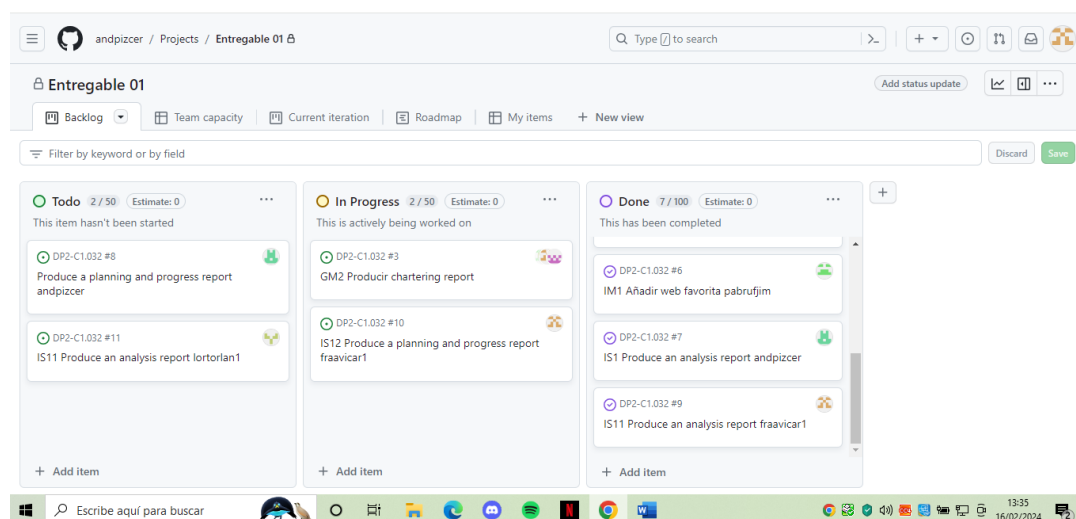 andpizcer / Projects / Entregable 01
Type / to search
Entregable 01
Add status update
Backlog
Team capacity
Current iteration
Roadmap
My items
+ New view
Filter by keyword or by field
Discard
Save
Todo 2 / 50 Estimate: 0
This item hasn't been started
DP2-C1.032 #8
Produce a planning and progress report
andpizcer
DP2-C1.032 #11
IS11 Produce an analysis report lortorlan1
+ Add item
In Progress 2 / 50 Estimate: 0
This is actively being worked on
DP2-C1.032 #3
GM2 Producir chartering report
DP2-C1.032 #10
IS12 Produce a planning and progress report
fraavicar1
+ Add item
Done 7 / 100 Estimate: 0
This has been completed
DP2-C1.032 #6
IM1 Añadir web favorita pabrufjim
DP2-C1.032 #7
IS1 Produce an analysis report andpizcer
DP2-C1.032 #9
IS11 Produce an analysis report fraavicar1
+ Add item
Escribe aquí para buscar
N
W
13:35
16/02/2024
2